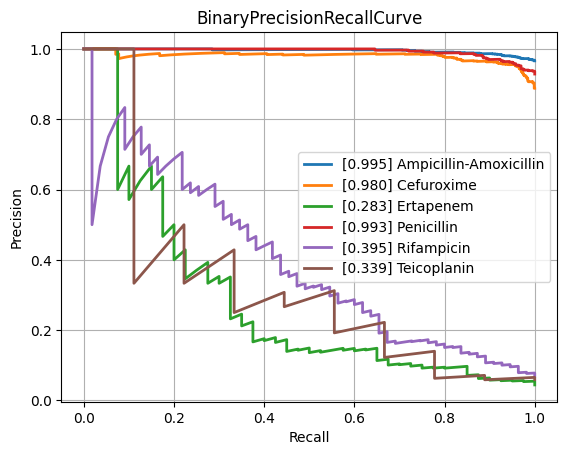 BinaryPrecisionRecallCurve
Precision
1.0
0.8
0.6
0.4
0.2
0.0
[0.995] Ampicillin-Amoxicillin
[0.980] Cefuroxime
[0.283] Ertapenem
[0.993] Penicillin
[0.395] Rifampicin
[0.339] Teicoplanin
0.0 0.2 0.4 0.6 0.8 1.0
Recall